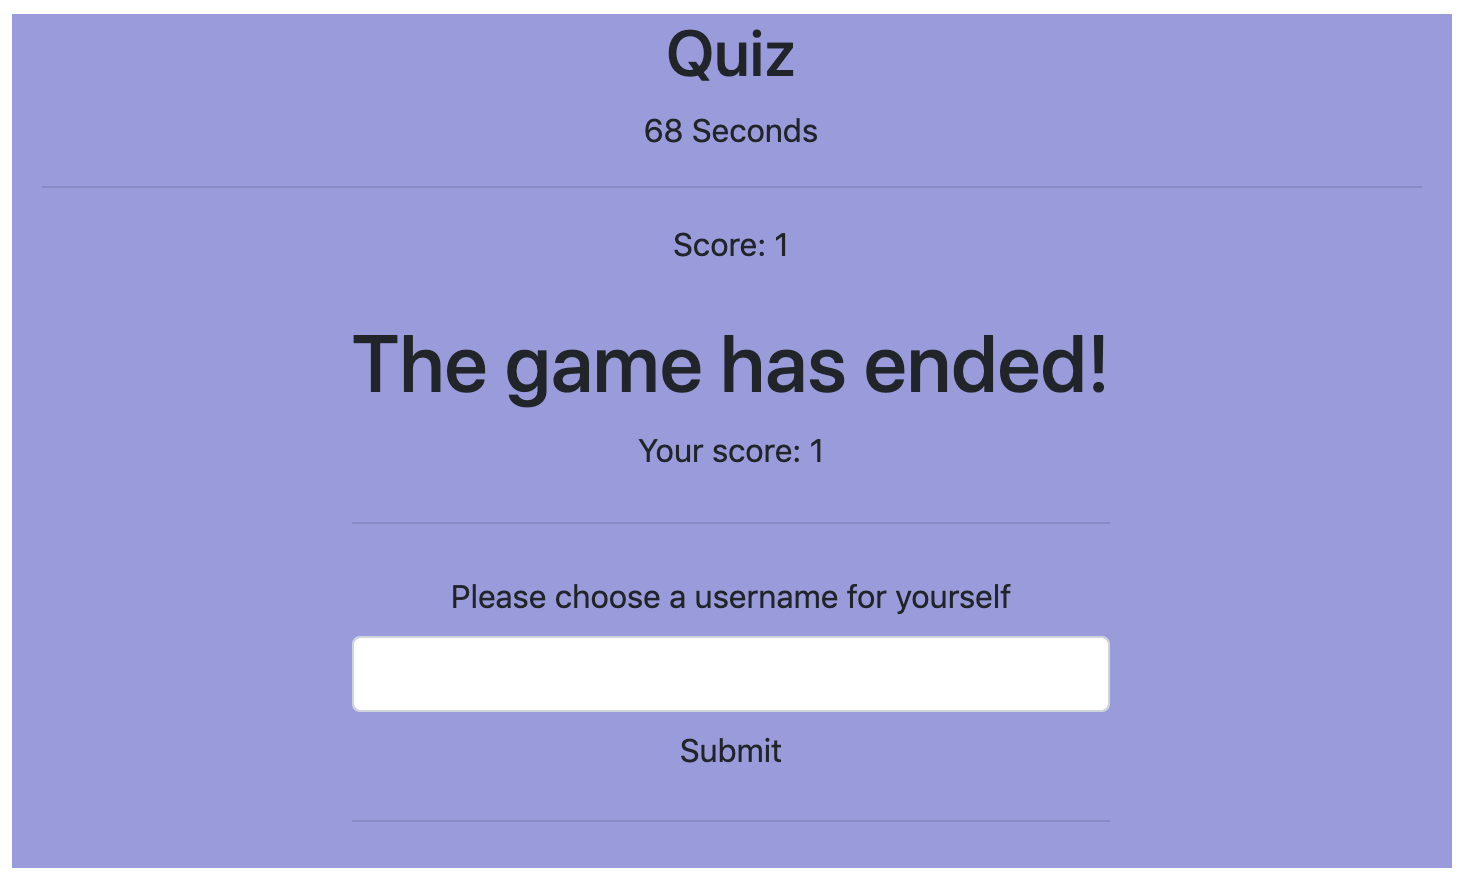 Quiz
68 Seconds
Score: 1
The game has ended!
Your score: 1
Please choose a username for yourself
Submit